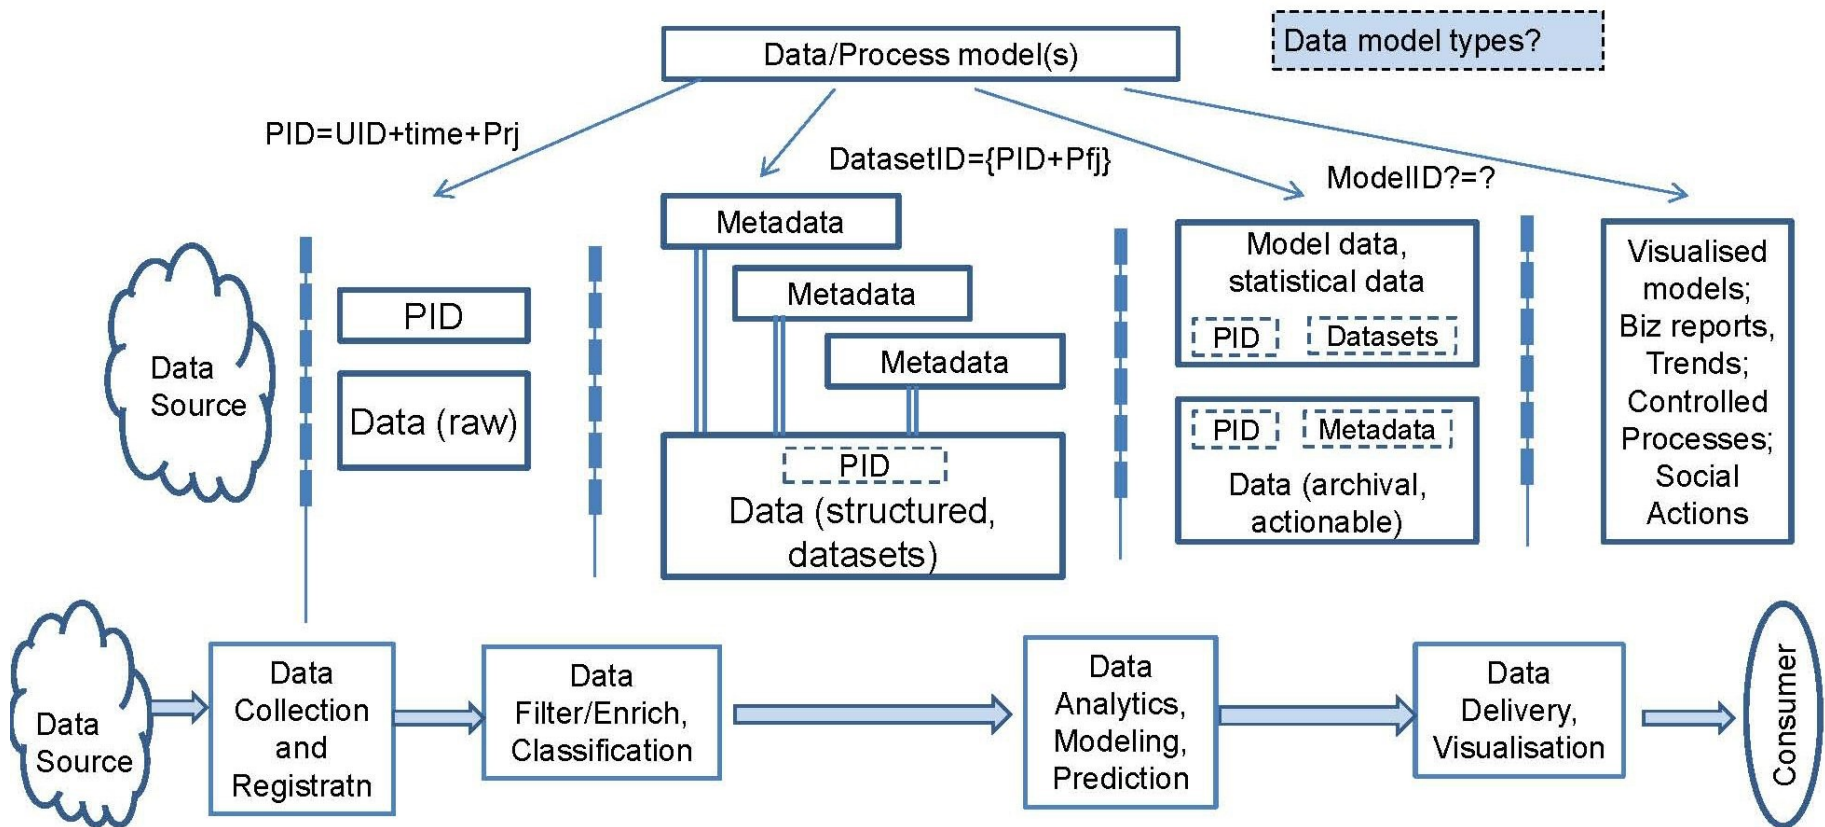 Data/Process model(s)
Data model types?
PID=UID+time+Prj
DatasetID={PID+Pfj}
ModelID?=?
Data
Source
PID
Data (raw)
Metadata
Metadata
Metadata
PID
Data (structured,
datasets)
Model data,
statistical data
PID
Datasets
PID
Metadata
Data (archival,
actionable)
Visualised
models;
Biz reports,
Trends;
Controlled
Processes;
Social
Actions
Data
Source
Data
Collection
and
Registratn
Data
Filter/Enrich,
Classification
Data
Analytics,
Modeling,
Prediction
Data
Delivery,
Visualisation
Consumer